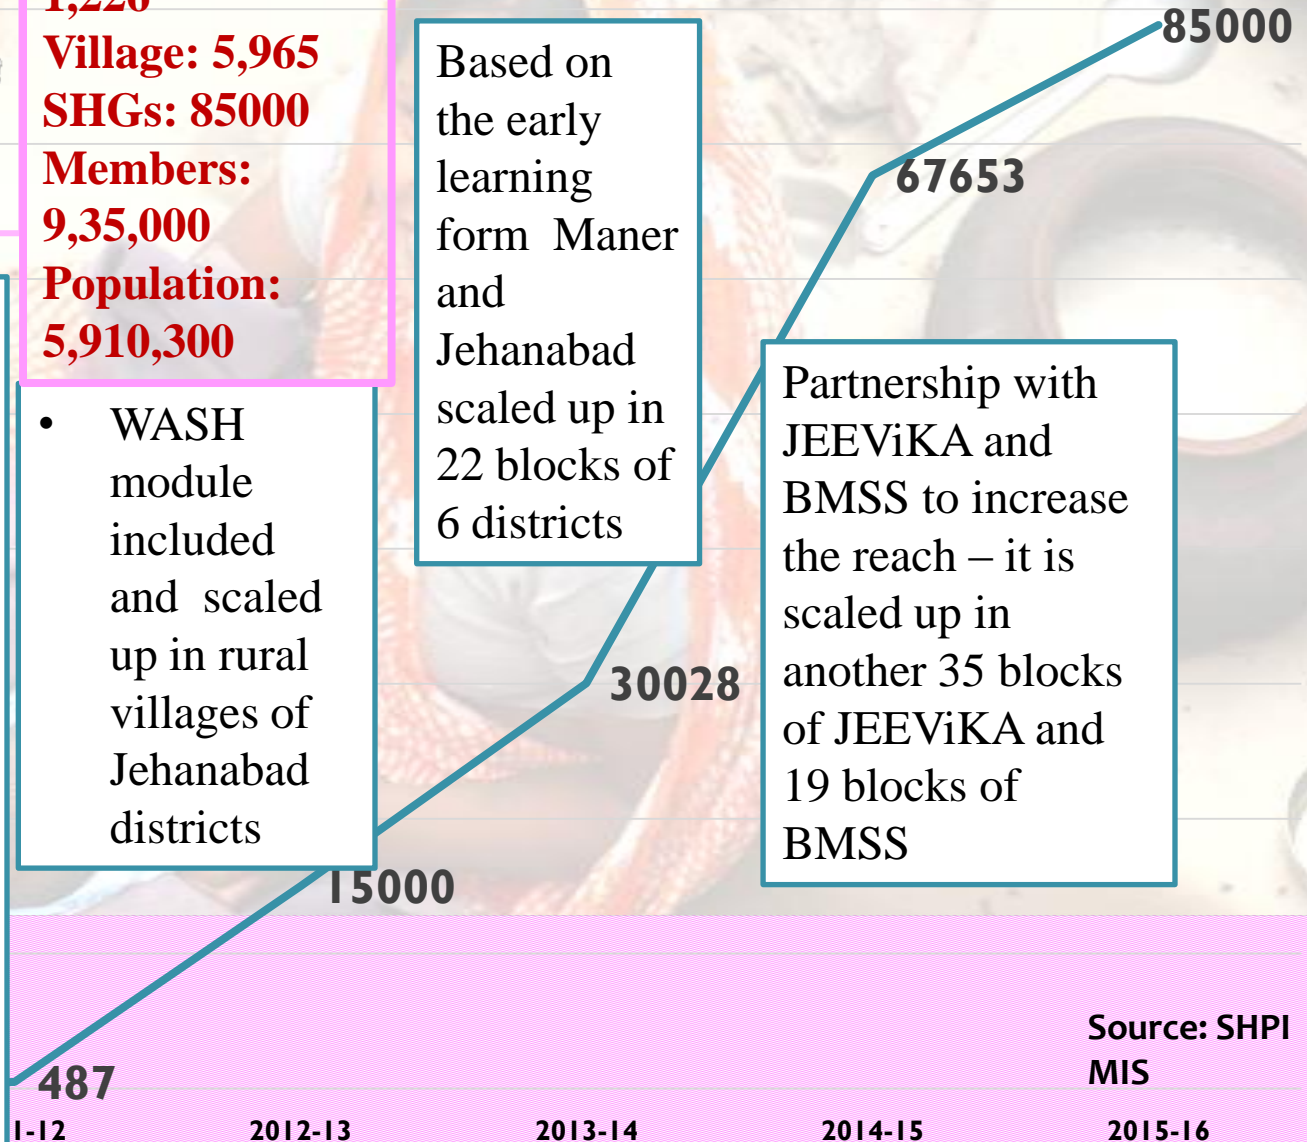 1,226
Village: 5,965
SHGs: 85000
Members:
9,35,000
Population:
5,910,300
• WASH
module
included
and scaled
up in rural
villages of
Jehanabad
districts
Based on
the early
learning
form Maner
and
Jehanabad
scaled up in
22 blocks of
6 districts
Partnership with
JEEViKA and
BMSS to increase
the reach – it is
scaled up in
another 35 blocks
of JEEViKA and
19 blocks of
BMSS
85000
67653
30028
15000
487
Source: SHPI
MIS
1-12 2012-13 2013-14 2014-15 2015-16